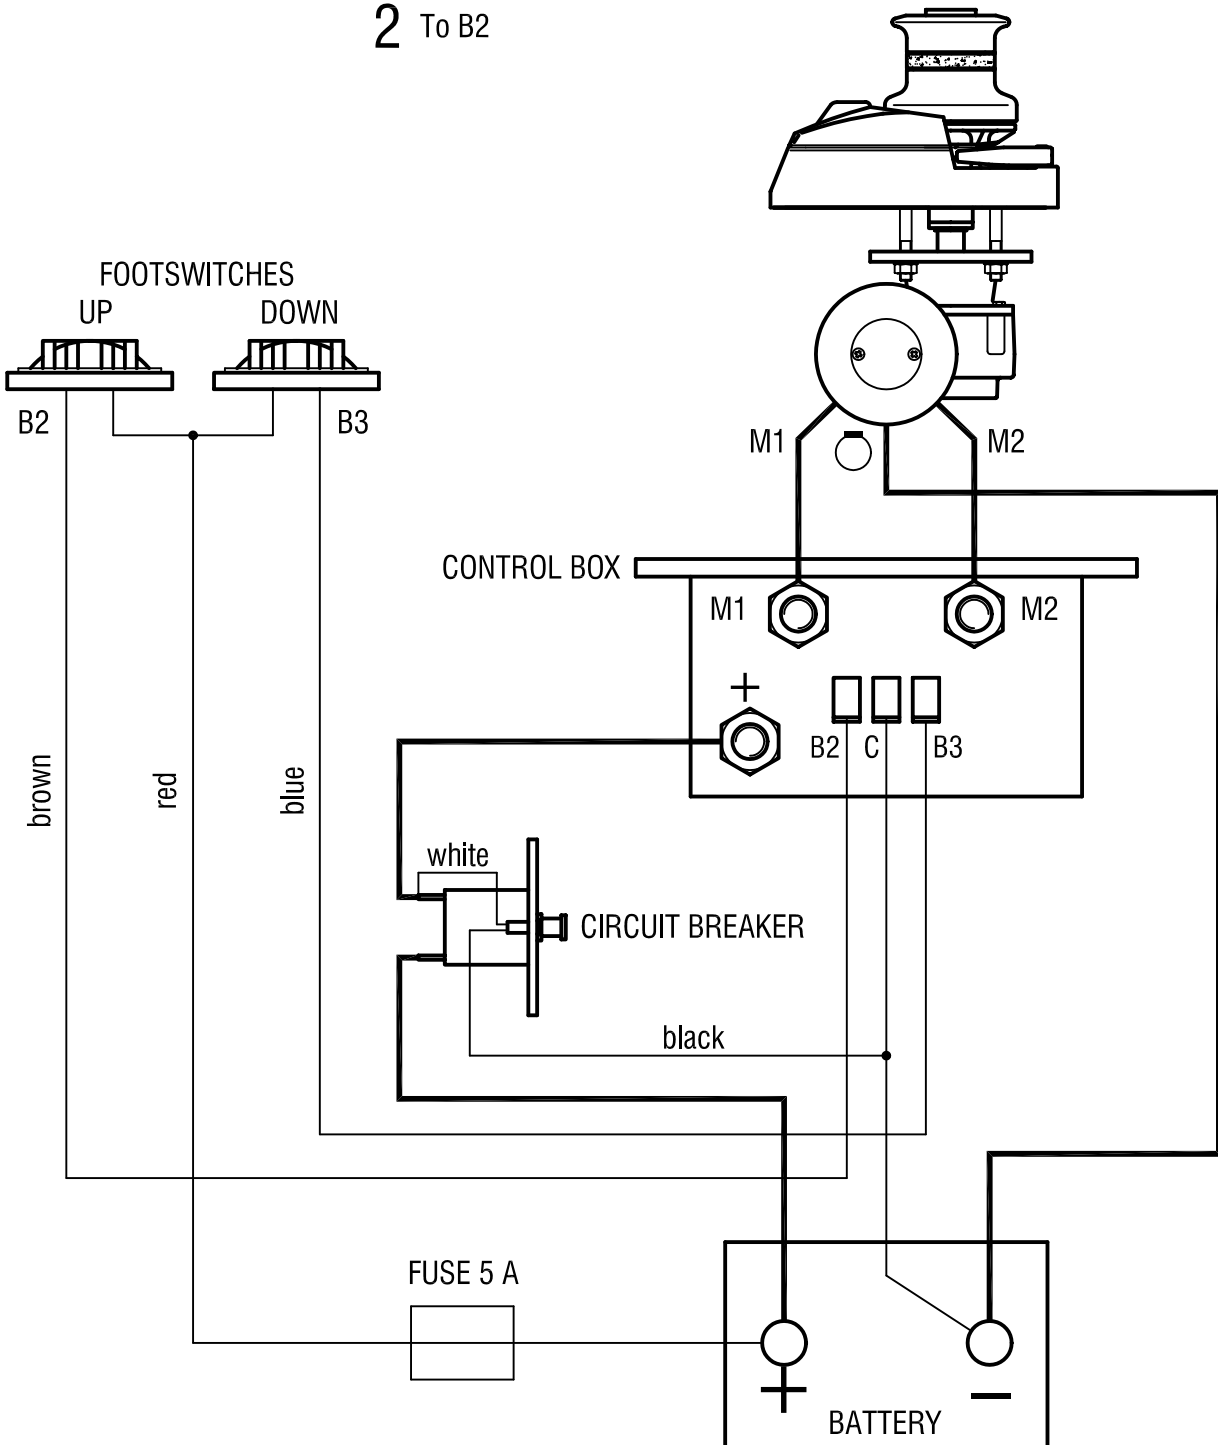 2 To B2
FOOTSWITCHES
UP DOWN
B2 B3
M1 M2
CONTROL BOX
M1 M2
+
B2 C B3
brown
red
blue
white
CIRCUIT BREAKER
black
FUSE 5 A
+ −
BATTERY